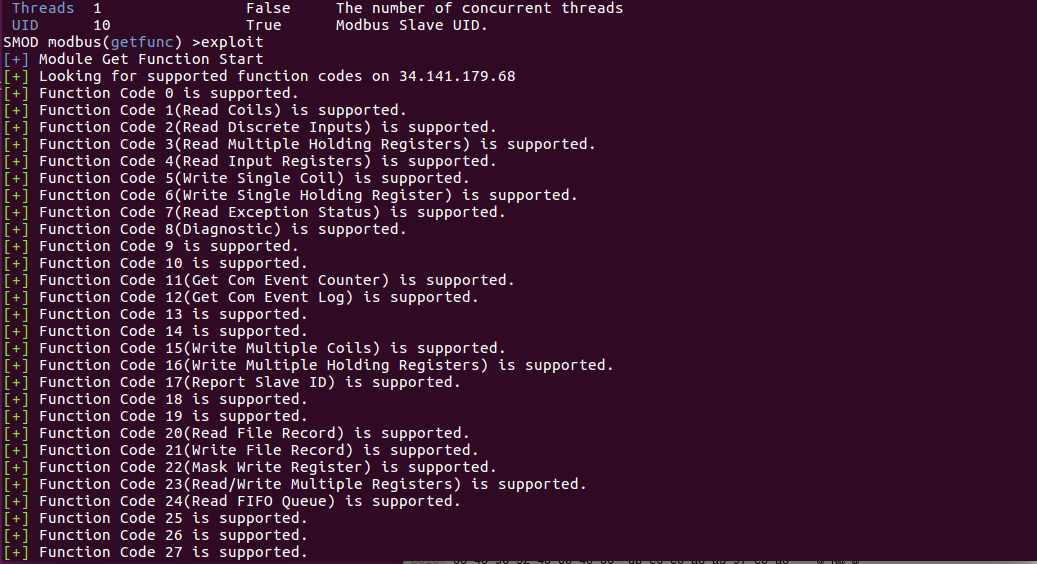 Threads  1                False    The number of concurrent threads
UID      10               True     Modbus Slave UID.
SMOD modbus(getfunc) >exploit
[+] Module Get Function Start
[+] Looking for supported function codes on 34.141.179.68
[+] Function Code 0 is supported.
[+] Function Code 1(Read Coils) is supported.
[+] Function Code 2(Read Discrete Inputs) is supported.
[+] Function Code 3(Read Multiple Holding Registers) is supported.
[+] Function Code 4(Read Input Registers) is supported.
[+] Function Code 5(Write Single Coil) is supported.
[+] Function Code 6(Write Single Holding Register) is supported.
[+] Function Code 7(Read Exception Status) is supported.
[+] Function Code 8(Diagnostic) is supported.
[+] Function Code 9 is supported.
[+] Function Code 10 is supported.
[+] Function Code 11(Get Com Event Counter) is supported.
[+] Function Code 12(Get Com Event Log) is supported.
[+] Function Code 13 is supported.
[+] Function Code 14 is supported.
[+] Function Code 15(Write Multiple Coils) is supported.
[+] Function Code 16(Write Multiple Holding Registers) is supported.
[+] Function Code 17(Report Slave ID) is supported.
[+] Function Code 18 is supported.
[+] Function Code 19 is supported.
[+] Function Code 20(Read File Record) is supported.
[+] Function Code 21(Write File Record) is supported.
[+] Function Code 22(Mask Write Register) is supported.
[+] Function Code 23(Read/Write Multiple Registers) is supported.
[+] Function Code 24(Read FIFO Queue) is supported.
[+] Function Code 25 is supported.
[+] Function Code 26 is supported.
[+] Function Code 27 is supported.